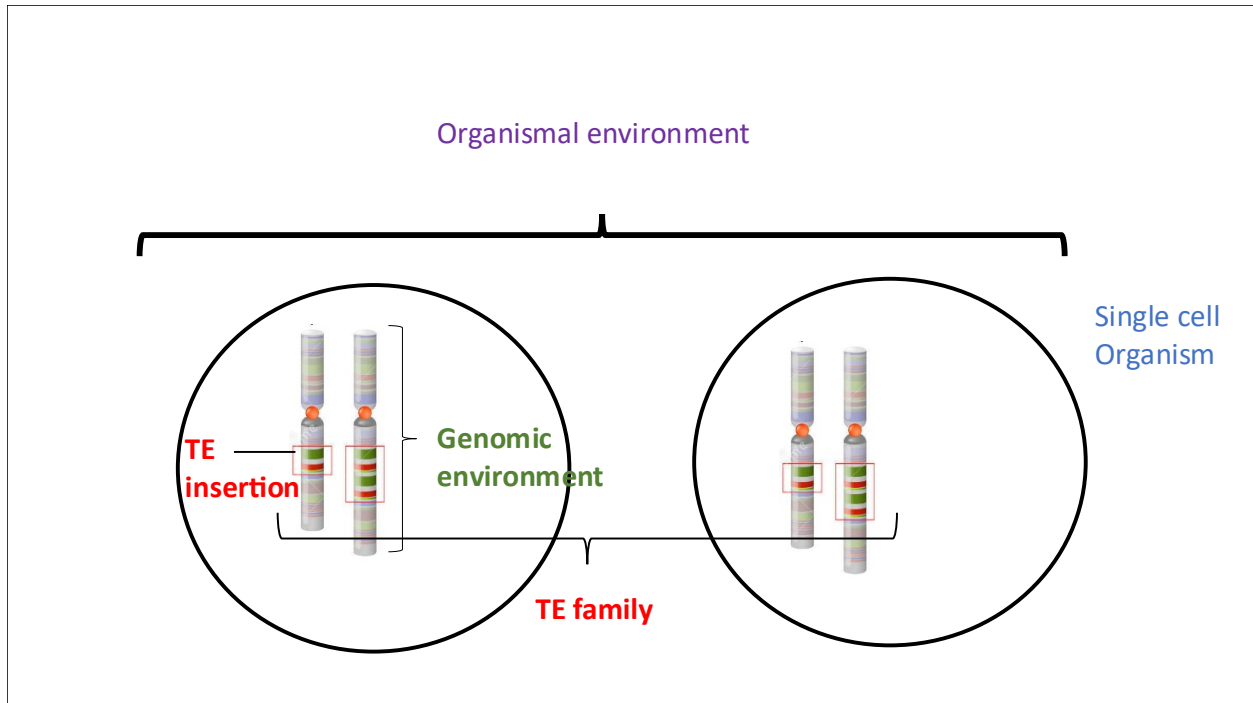 Organismal environment
Single cell
Organism
TE
insertion
Genomic
environment
TE family